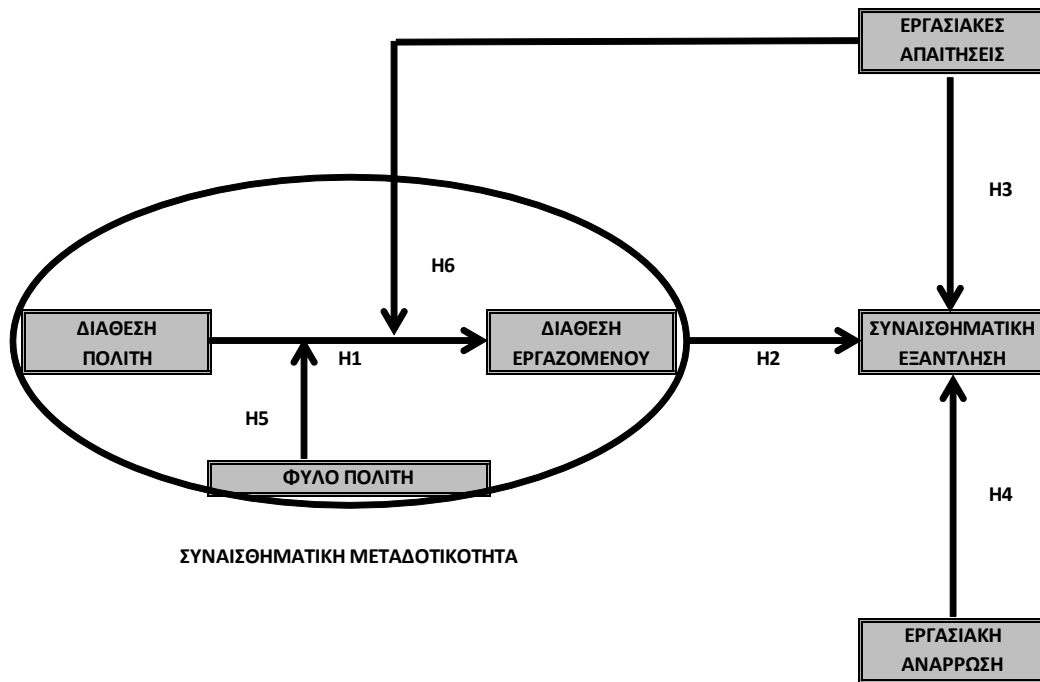 ΕΡΓΑΣΙΑΚΕΣ
ΑΠΑΙΤΗΣΕΙΣ
H3
H6
ΔΙΑΘΕΣΗ
ΠΟΛΙΤΗ
H1
ΔΙΑΘΕΣΗ
ΕΡΓΑΖΟΜΕΝΟΥ
H2
ΣΥΝΑΙΣΘΗΜΑΤΙΚΗ
ΕΞΑΝΤΛΗΣΗ
H5
ΦΥΛΟ ΠΟΛΙΤΗ
H4
ΣΥΝΑΙΣΘΗΜΑΤΙΚΗ ΜΕΤΑΔΟΤΙΚΟΤΗΤΑ
ΕΡΓΑΣΙΑΚΗ
ΑΝΑΡΡΩΣΗ